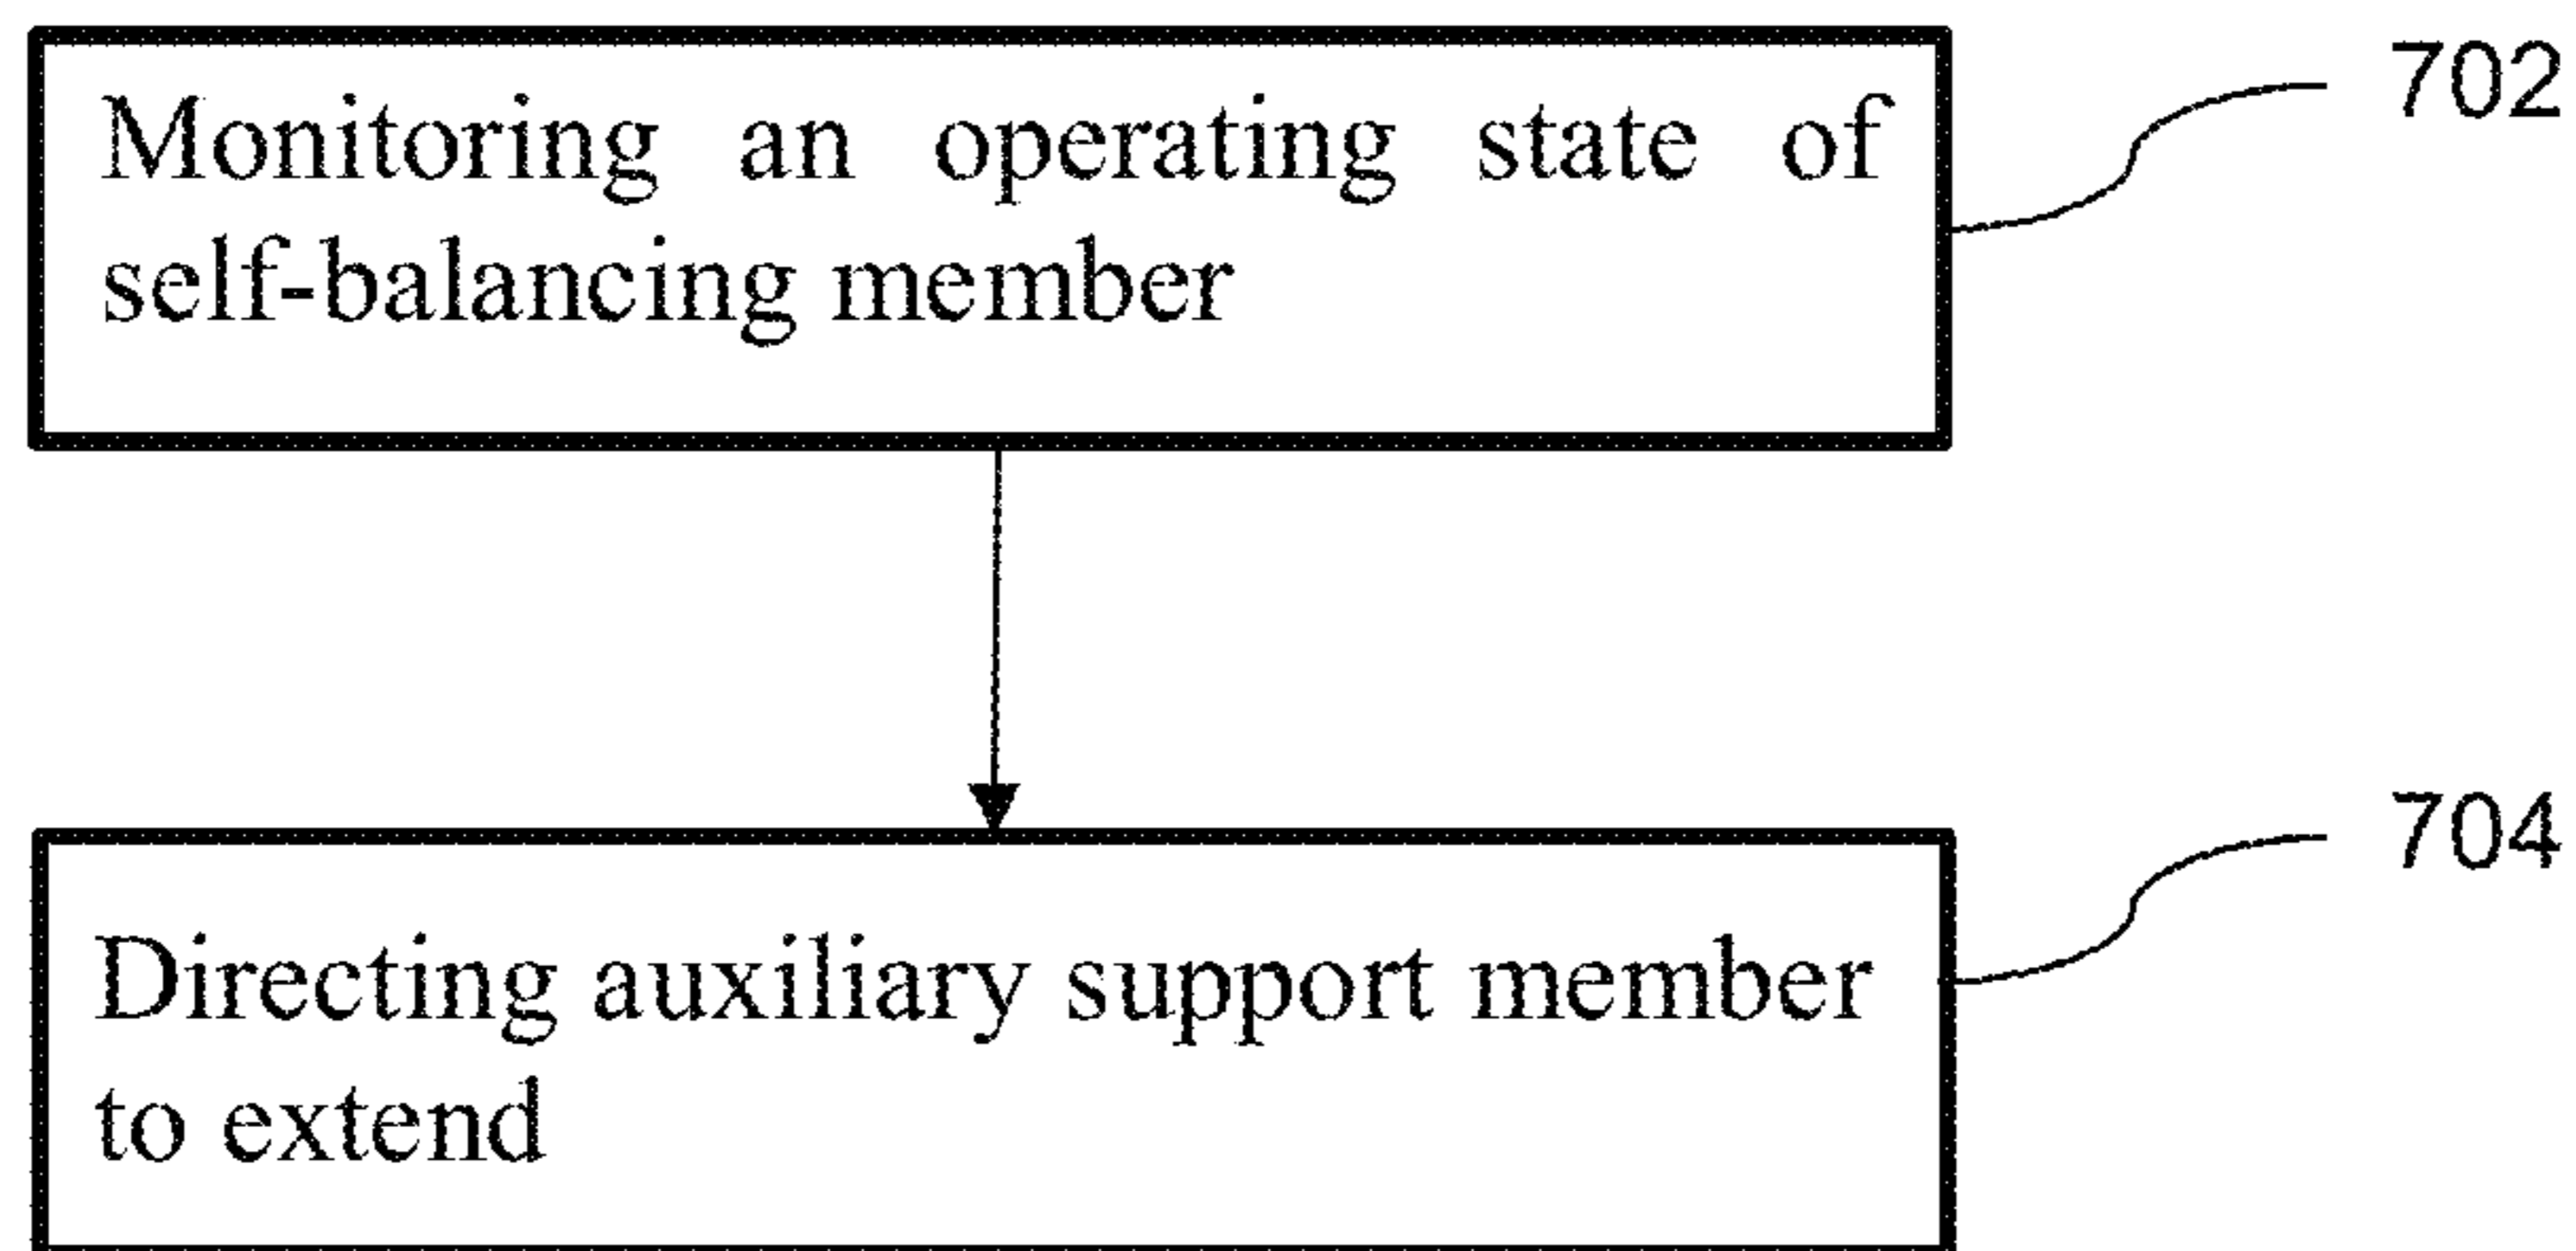 Monitoring an operating state of
self-balancing member
702
Directing auxiliary support member
to extend
704